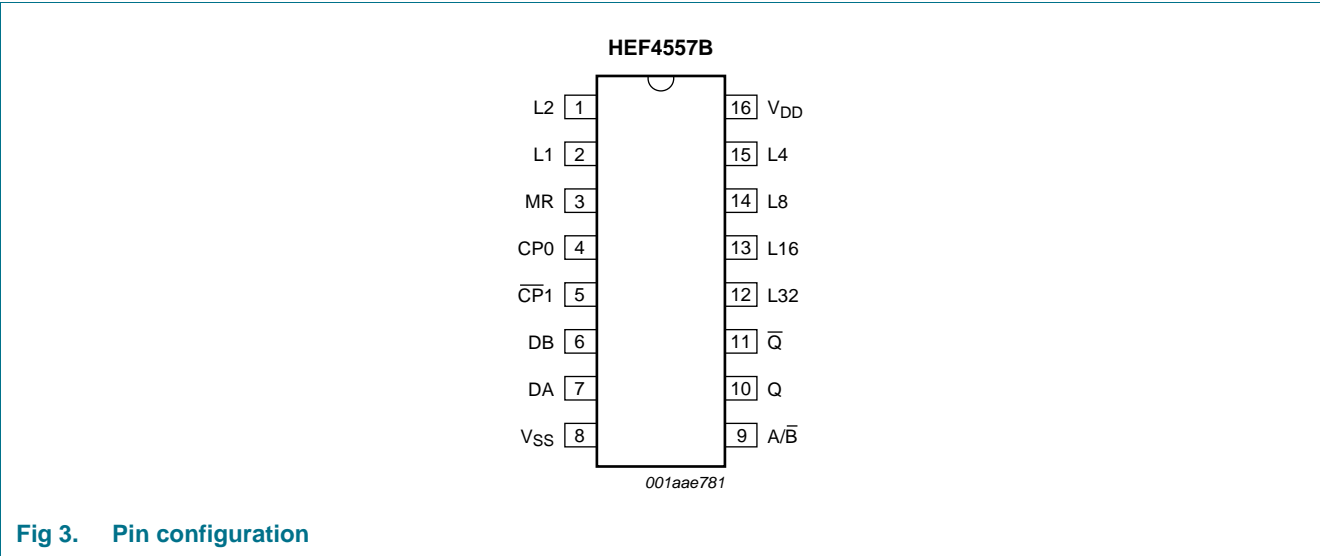 HEF4557B
L2 1 16 VDD
L1 2 15 L4
MR 3 14 L8
CP0 4 13 L16
C̅P̅1 5 12 L32
DB 6 11 Q̅
DA 7 10 Q
VSS 8 9 A/B̅
001aae781
Fig 3. Pin configuration